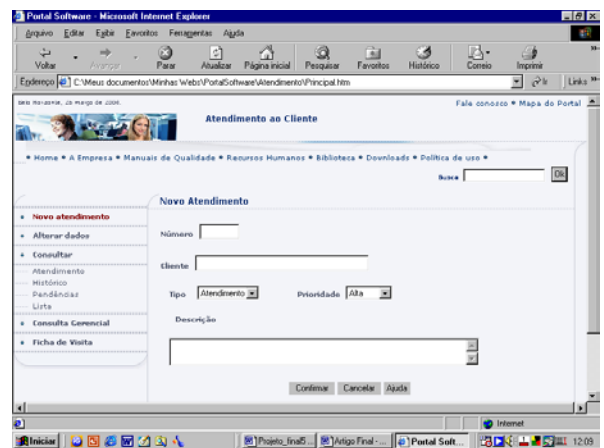 Portal Software - Microsoft Internet Explorer
Arquivo Editar Exibir Favoritos Ferramentas Ajuda
Voltar Avançar Parar Atualizar Página inicial Pesquisar Favoritos Histórico Correio Imprimir
Endereço C:\Meus documentos\Minhas Webs\PortalSoftware\Atendimento\Principal.htm Ir Links
Fale conosco * Mapa do Portal
Atendimento ao Cliente
* Home * A Empresa * Manuais de Qualidade * Recursos Humanos * Biblioteca * Downloads * Política de uso *
Busca Ok
Novo Atendimento
Novo atendimento
Alterar dados
Consultar
Atendimento
Histórico
Pendências
Lista
Consulta Gerencial
Ficha de Visita
Número
Cliente
Tipo Atendimento Prioridade Alta
Descrição
Confirmar Cancelar Ajuda
Internet
Iniciar Projeto_final5... Artigo Final - ... Portal Soft... 12:09